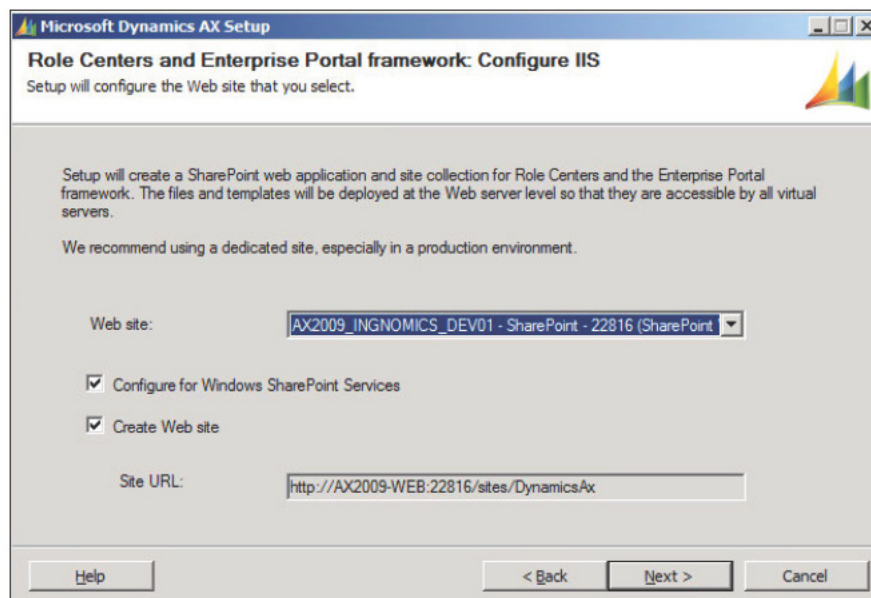 Microsoft Dynamics AX Setup
Role Centers and Enterprise Portal framework: Configure IIS
Setup will configure the Web site that you select.
Setup will create a SharePoint web application and site collection for Role Centers and the Enterprise Portal
framework. The files and templates will be deployed at the Web server level so that they are accessible by all virtual
servers.
We recommend using a dedicated site, especially in a production environment.
Web site: AX2009_INGNOMICS_DEV01 - SharePoint - 22816 (SharePoint
Configure for Windows SharePoint Services
Create Web site
Site URL: http://AX2009-WEB:22816/sites/DynamicsAx
Help < Back Next > Cancel